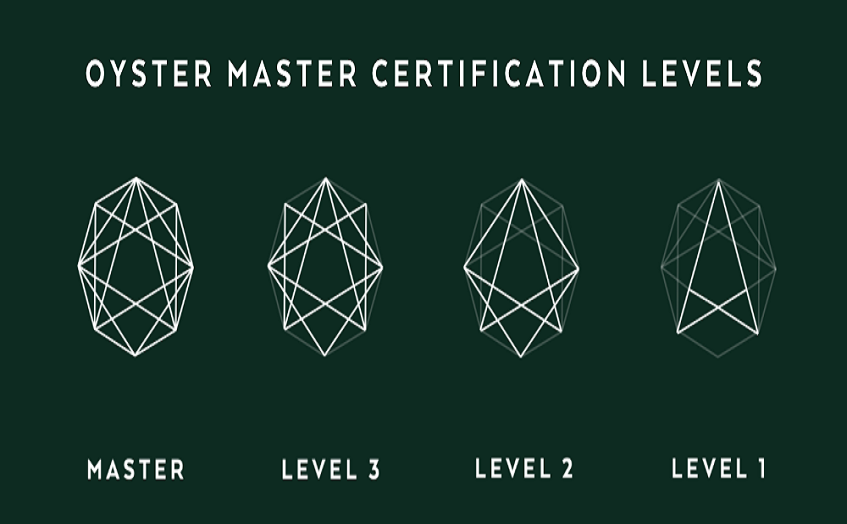 OYSTER MASTER CERTIFICATION LEVELS
MASTER
LEVEL 3
LEVEL 2
LEVEL 1